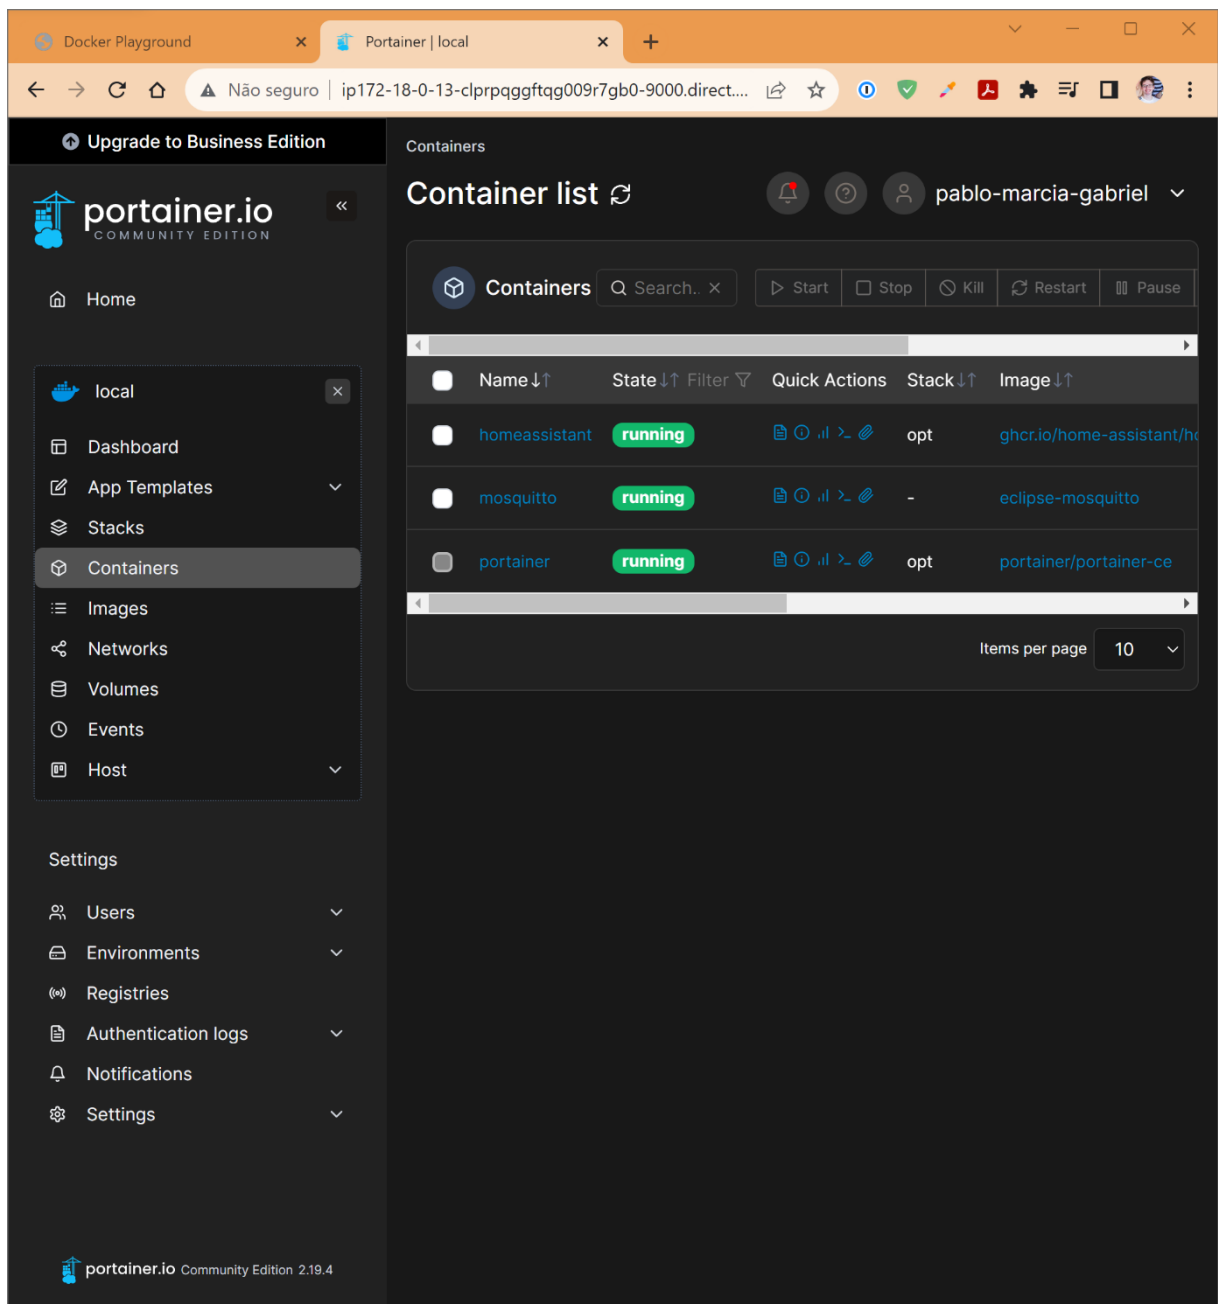 Docker Playground
Portainer | local
Não seguro | ip172-18-0-13-clprpqggftqg009r7gb0-9000.direct....
Upgrade to Business Edition
portainer.io
COMMUNITY EDITION
Home
local
Dashboard
App Templates
Stacks
Containers
Images
Networks
Volumes
Events
Host
Settings
Users
Environments
Registries
Authentication logs
Notifications
Settings
portainer.io Community Edition 2.19.4
Containers
Container list
pablo-marcia-gabriel
Containers Search.. Start Stop Kill Restart Pause
Name State Filter Quick Actions Stack Image
homeassistant running opt ghcr.io/home-assistant/ho
mosquitto running - eclipse-mosquitto
portainer running opt portainer/portainer-ce
Items per page 10